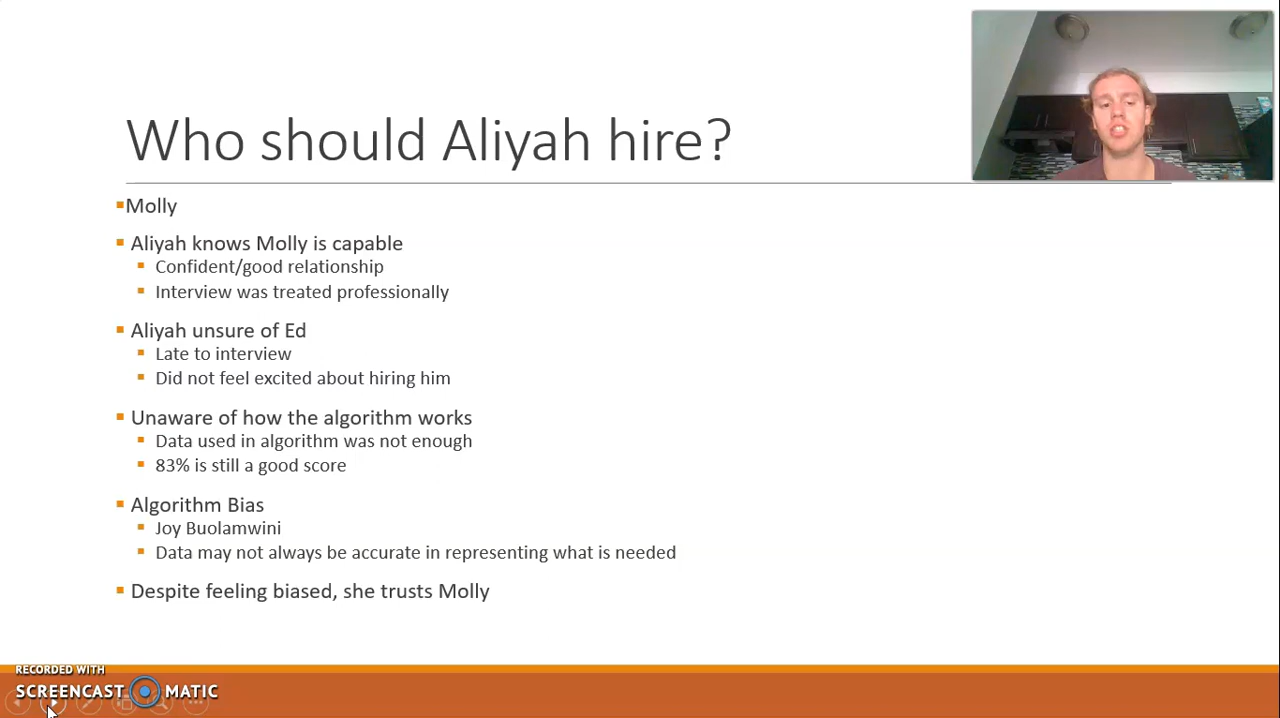 Who should Aliyah hire?
Molly
Aliyah knows Molly is capable
Confident/good relationship
Interview was treated professionally
Aliyah unsure of Ed
Late to interview
Did not feel excited about hiring him
Unaware of how the algorithm works
Data used in algorithm was not enough
83% is still a good score
Algorithm Bias
Joy Buolamwini
Data may not always be accurate in representing what is needed
Despite feeling biased, she trusts Molly
RECORDED WITH
SCREENCAST MATIC